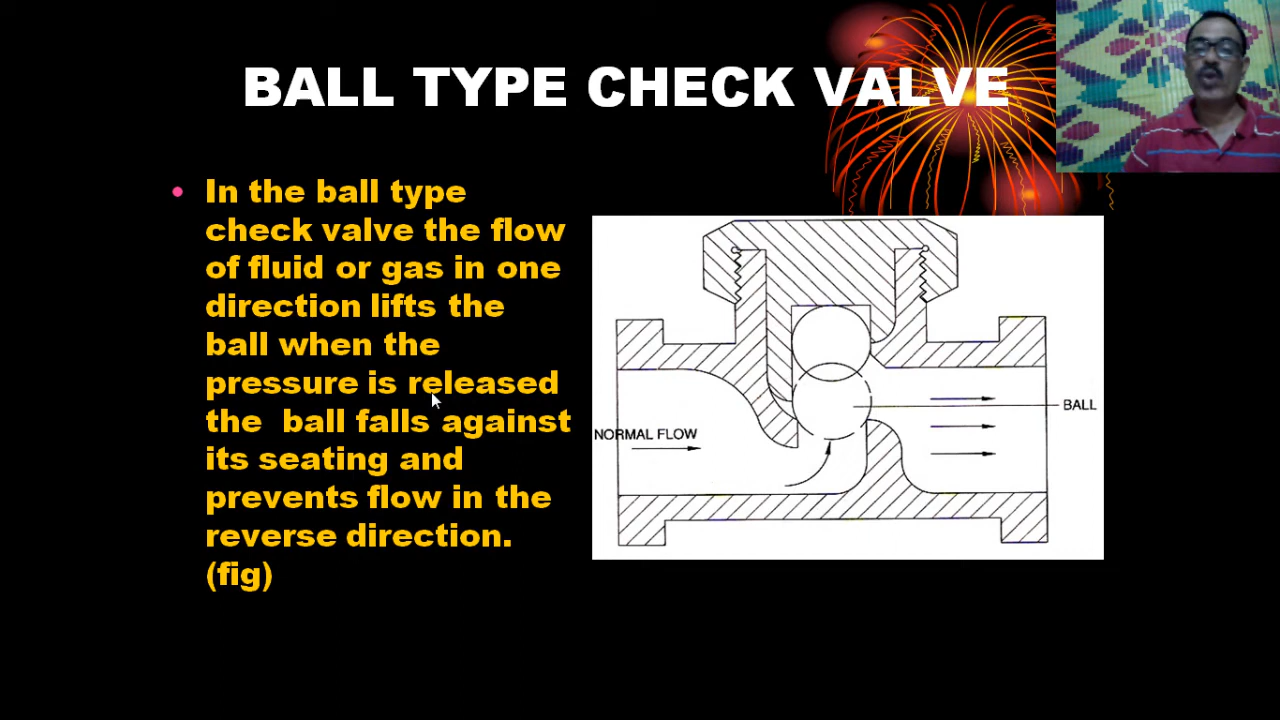 BALL TYPE CHECK VALVE
• In the ball type
check valve the flow
of fluid or gas in one
direction lifts the
ball when the
pressure is released
the ball falls against
its seating and
prevents flow in the
reverse direction.
(fig)
NORMAL FLOW
BALL